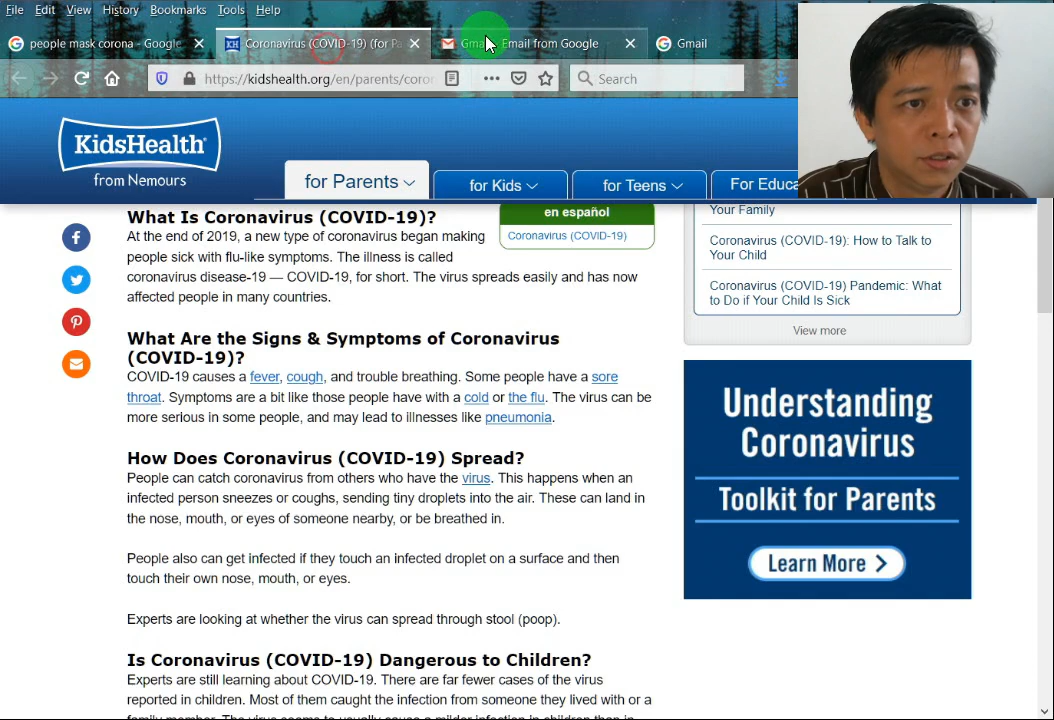 File Edit View History Bookmarks Tools Help
people mask corona - Google
Coronavirus (COVID-19) (for Pa
Email from Google
Gmail
https://kidshealth.org/en/parents/coron
Search
KidsHealth
from Nemours
for Parents
for Kids
for Teens
For Educa
What Is Coronavirus (COVID-19)?
At the end of 2019, a new type of coronavirus began making
people sick with flu-like symptoms. The illness is called
coronavirus disease-19 — COVID-19, for short. The virus spreads easily and has now
affected people in many countries.
en español
Coronavirus (COVID-19)
What Are the Signs & Symptoms of Coronavirus
(COVID-19)?
COVID-19 causes a fever, cough, and trouble breathing. Some people have a sore
throat. Symptoms are a bit like those people have with a cold or the flu. The virus can be
more serious in some people, and may lead to illnesses like pneumonia.
How Does Coronavirus (COVID-19) Spread?
People can catch coronavirus from others who have the virus. This happens when an
infected person sneezes or coughs, sending tiny droplets into the air. These can land in
the nose, mouth, or eyes of someone nearby, or be breathed in.
People also can get infected if they touch an infected droplet on a surface and then
touch their own nose, mouth, or eyes.
Experts are looking at whether the virus can spread through stool (poop).
Is Coronavirus (COVID-19) Dangerous to Children?
Experts are still learning about COVID-19. There are far fewer cases of the virus
reported in children. Most of them caught the infection from someone they lived with or a
family member. The virus seems to usually cause a milder infection in children than in
Your Family
Coronavirus (COVID-19): How to Talk to
Your Child
Coronavirus (COVID-19) Pandemic: What
to Do if Your Child Is Sick
View more
Understanding
Coronavirus
Toolkit for Parents
Learn More